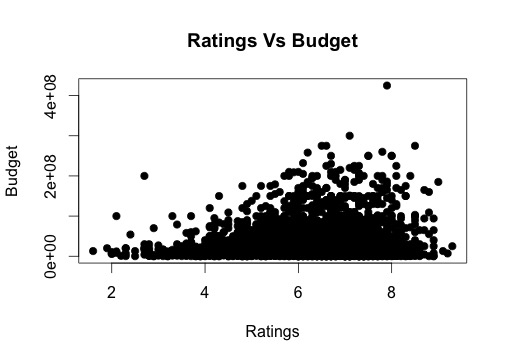 Ratings Vs Budget
Budget
4e+08
2e+08
0e+00
2 4 6 8
Ratings